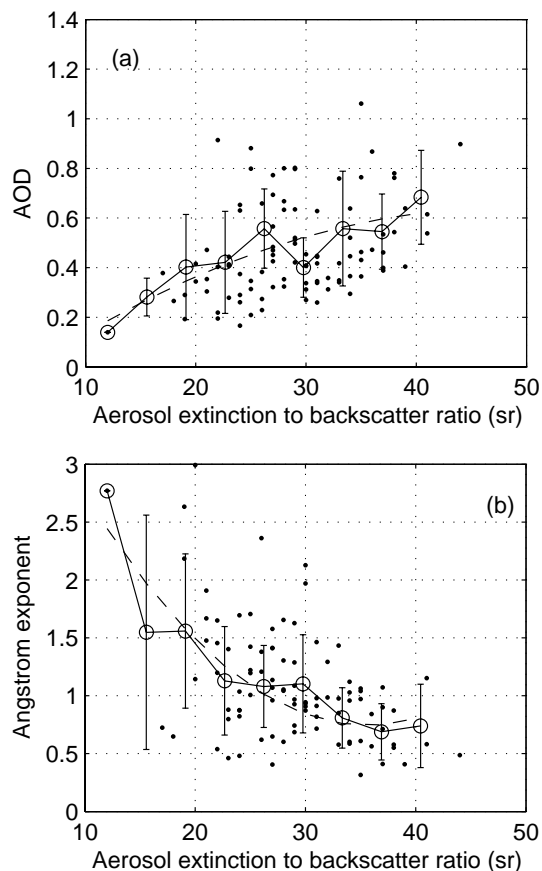 1.4
1.2
1
0.8
0.6
0.4
0.2
0
AOD
(a)
10 20 30 40 50
Aerosol extinction to backscatter ratio (sr)
3
2.5
2
1.5
1
0.5
0
Angstrom exponent
(b)
10 20 30 40 50
Aerosol extinction to backscatter ratio (sr)